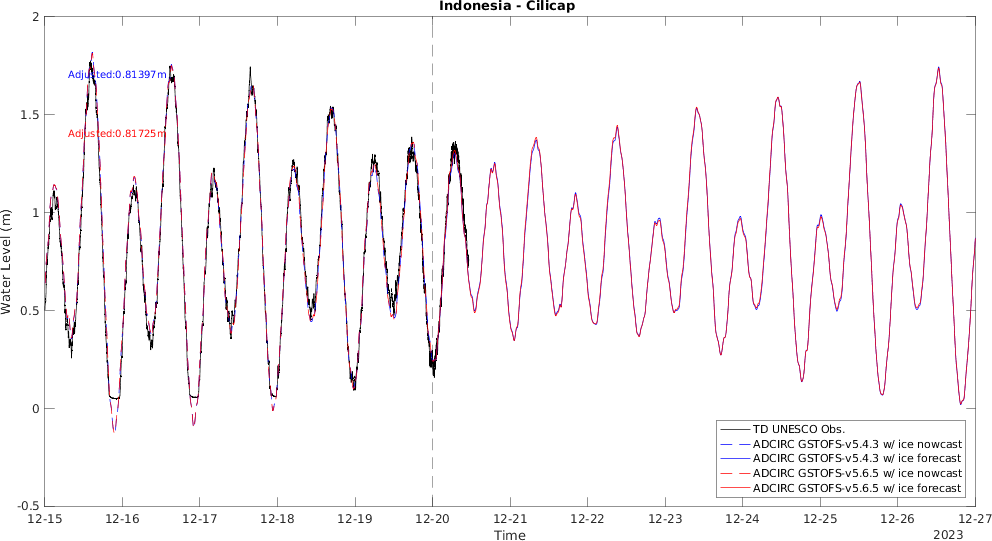 Indonesia - Cilicap
2
Adjusted:0.81397m
1.5
Adjusted:0.81725m
1
Water Level (m)
0.5
0
-0.5
TD UNESCO Obs.
ADCIRC GSTOFS-v5.4.3 w/ ice nowcast
ADCIRC GSTOFS-v5.4.3 w/ ice forecast
ADCIRC GSTOFS-v5.6.5 w/ ice nowcast
ADCIRC GSTOFS-v5.6.5 w/ ice forecast
12-15 12-16 12-17 12-18 12-19 12-20 12-21 12-22 12-23 12-24 12-25 12-26 12-27
Time
2023